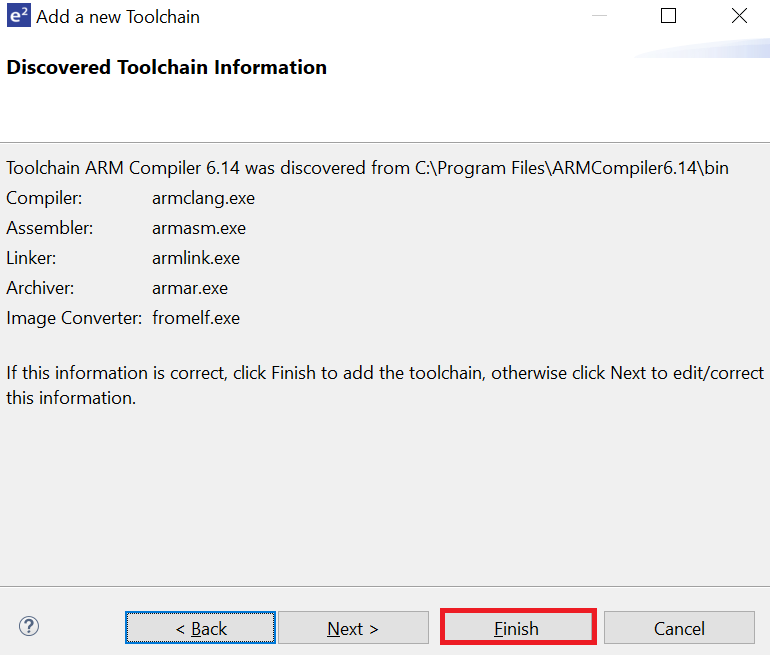 e² Add a new Toolchain
Discovered Toolchain Information
Toolchain ARM Compiler 6.14 was discovered from C:\Program Files\ARMCompiler6.14\bin
Compiler: armclang.exe
Assembler: armasm.exe
Linker: armlink.exe
Archiver: armar.exe
Image Converter: fromelf.exe
If this information is correct, click Finish to add the toolchain, otherwise click Next to edit/correct
this information.
? < Back Next > Finish Cancel